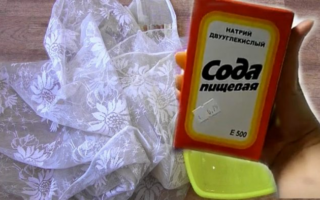 НАТРИЙ
ДВУУГЛЕКИСЛЫЙ
Сода
пищевая
Е-500